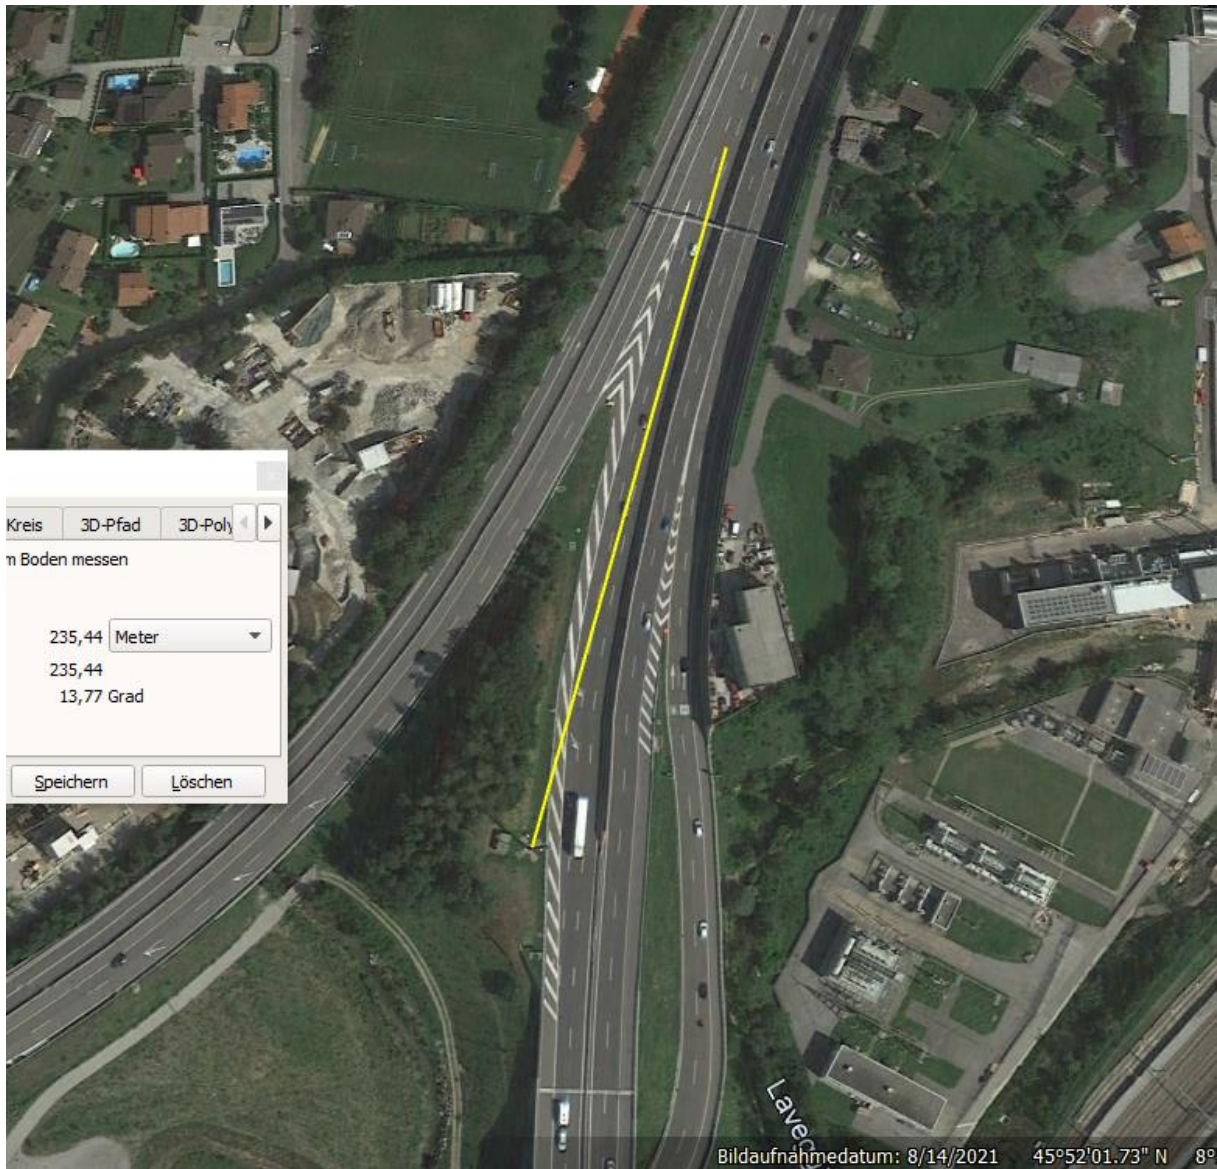 Kreis 3D-Pfad 3D-Poly
m Boden messen
235,44 Meter
235,44
13,77 Grad
Speichern Löschen
Laveg
Bildaufnahmedatum: 8/14/2021 45°52'01.73" N 8°